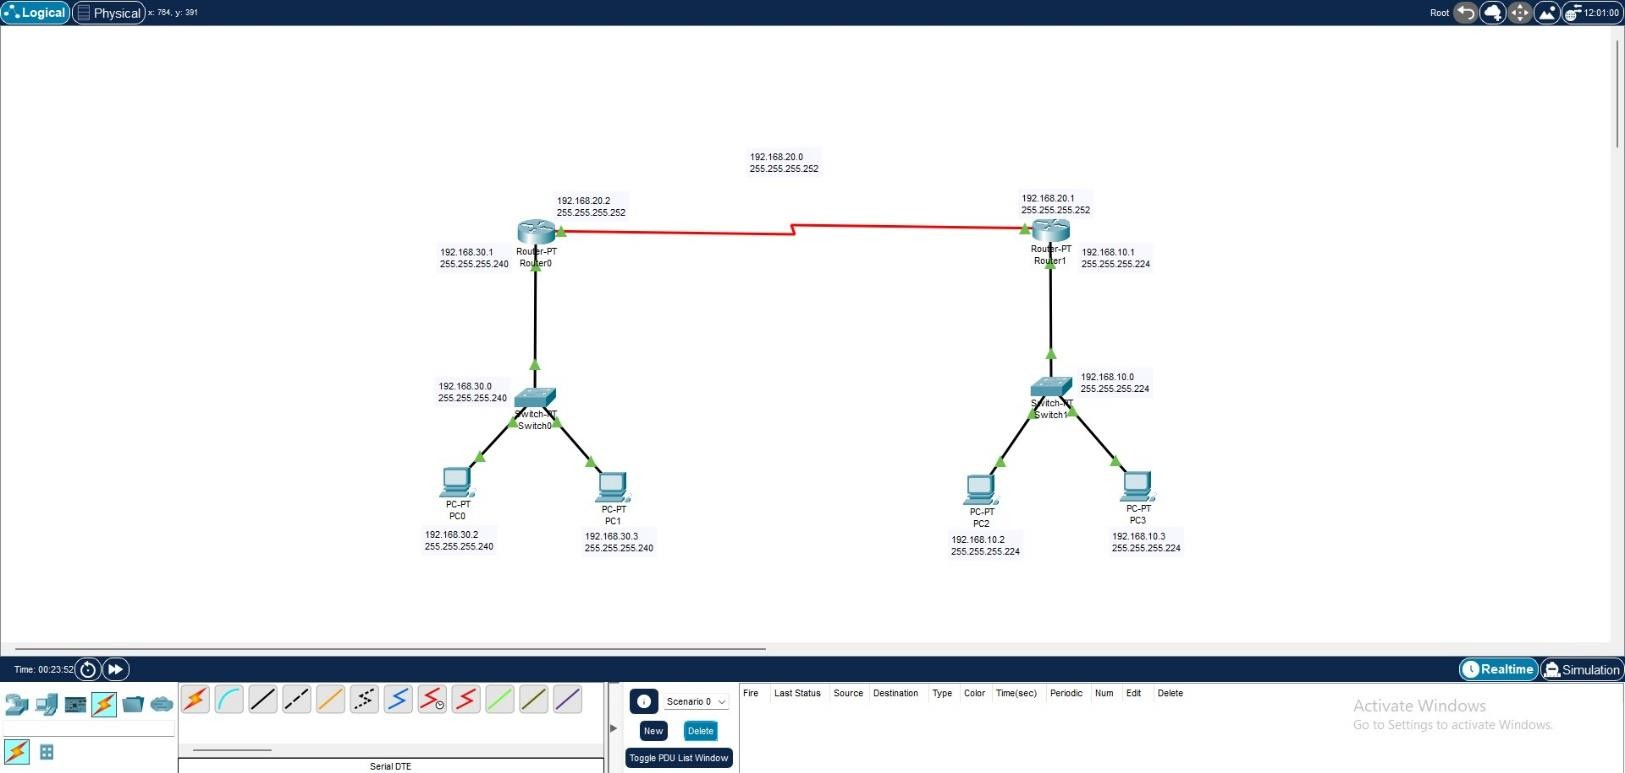 Logical
Physical
x: 784, y: 391
Root
12:01:00
192.168.20.0
255.255.255.252
192.168.20.2
255.255.255.252
192.168.20.1
255.255.255.252
192.168.30.1
255.255.255.240
Router-PT
Router0
Router-PT
Router1
192.168.10.1
255.255.255.224
192.168.30.0
255.255.255.240
Switch-PT
Switch0
Switch-PT
Switch1
192.168.10.0
255.255.255.224
PC-PT
PC0
192.168.30.2
255.255.255.240
PC-PT
PC1
192.168.30.3
255.255.255.240
PC-PT
PC2
192.168.10.2
255.255.255.224
PC-PT
PC3
192.168.10.3
255.255.255.224
Time: 00:23:52
Realtime
Simulation
Scenario 0
New
Delete
Toggle PDU List Window
Fire Last Status Source Destination Type Color Time(sec) Periodic Num Edit Delete
Serial DTE
Activate Windows
Go to Settings to activate Windows.